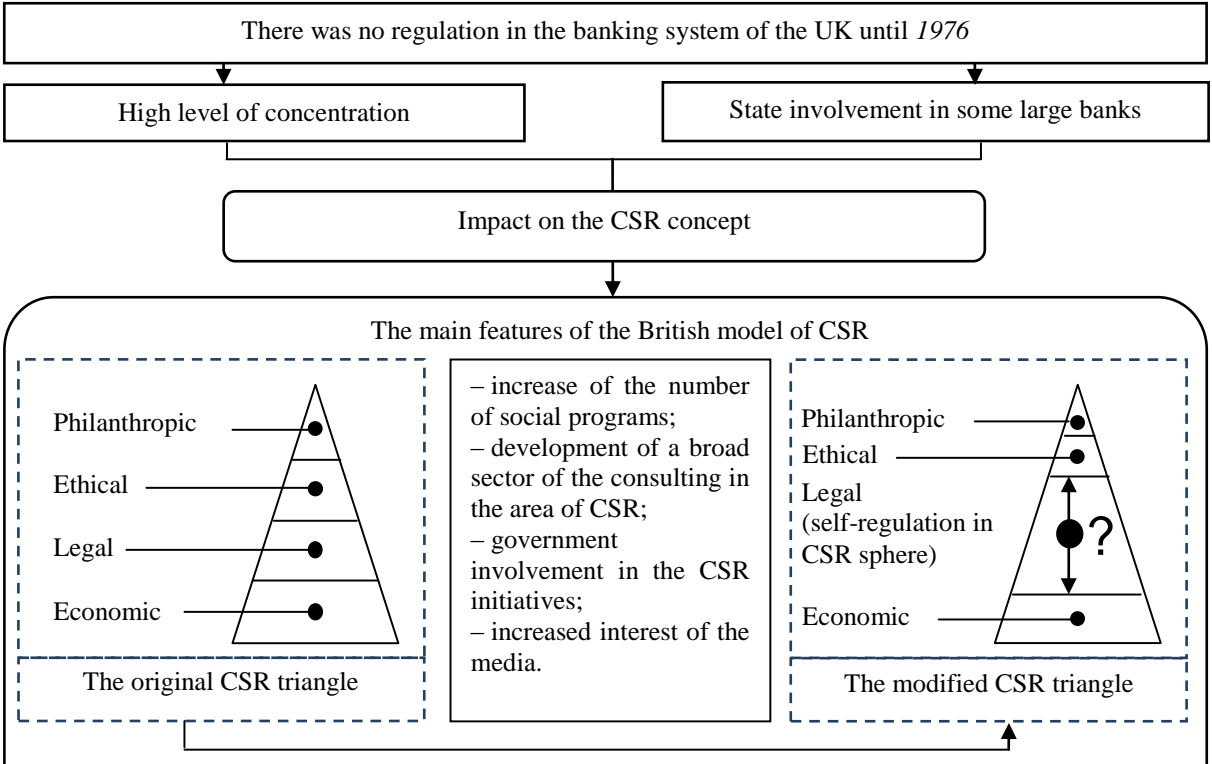 There was no regulation in the banking system of the UK until 1976
High level of concentration
State involvement in some large banks
Impact on the CSR concept
The main features of the British model of CSR
Philanthropic
Ethical
Legal
Economic
The original CSR triangle
– increase of the number
of social programs;
– development of a broad
sector of the consulting in
the area of CSR;
– government
involvement in the CSR
initiatives;
– increased interest of the
media.
Philanthropic
Ethical
Legal
(self-regulation in
CSR sphere)
?
Economic
The modified CSR triangle